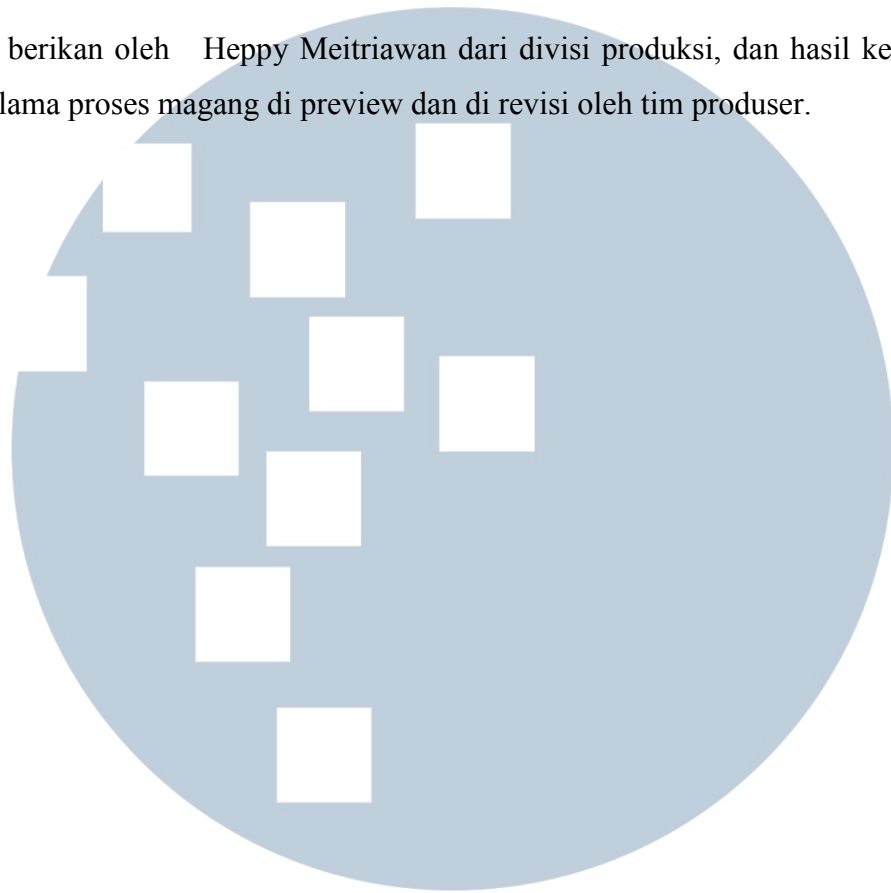 berikan oleh Heppy Meitriawan dari divisi produksi, dan hasil ke
lama proses magang di preview dan di revisi oleh tim produser.